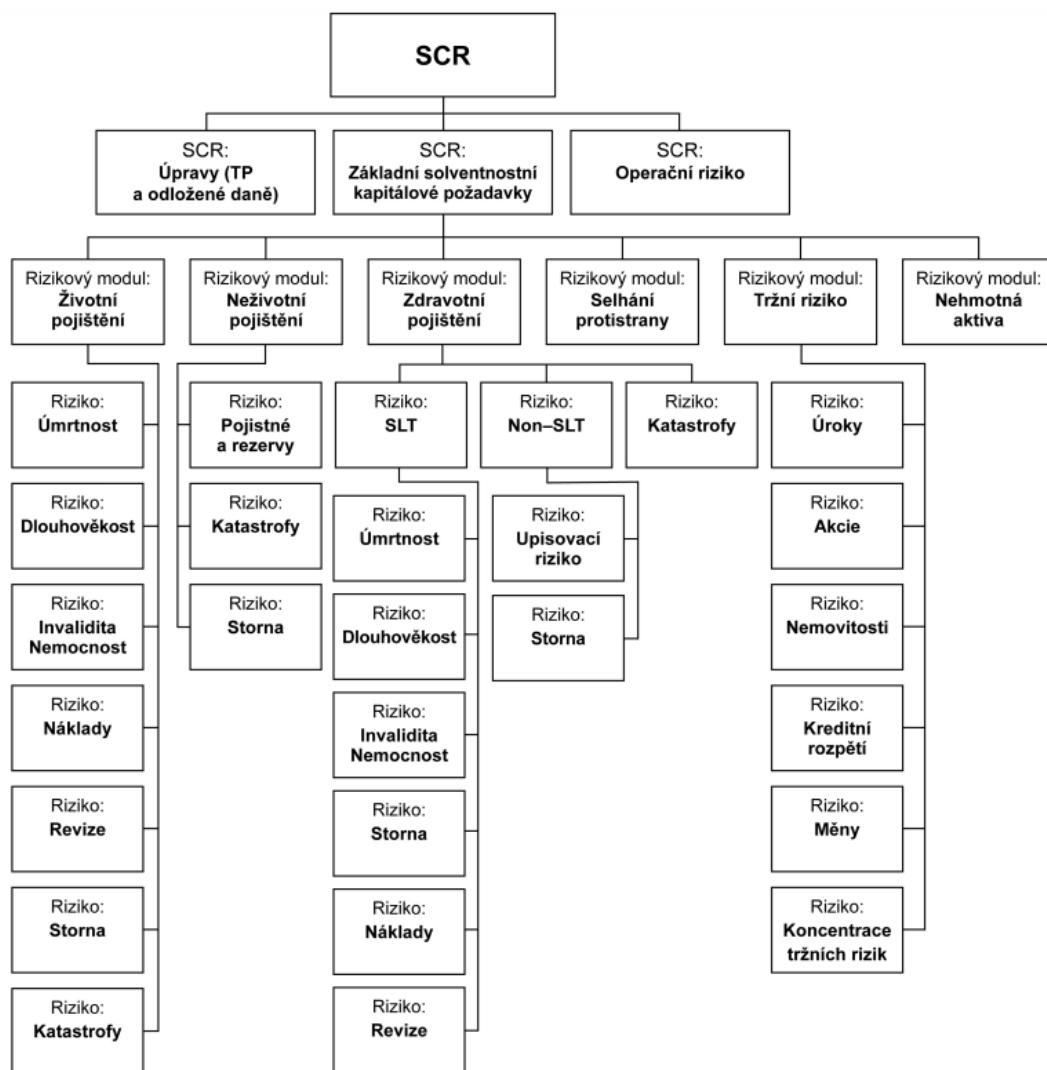 SCR
SCR:
Úpravy (TP
a odložené daně)
SCR:
Základní solventnostní
kapitálové požadavky
SCR:
Operační riziko
Rizikový modul:
Životní
pojištění
Rizikový modul:
Neživotní
pojištění
Rizikový modul:
Zdravotní
pojištění
Rizikový modul:
Selhání
protistrany
Rizikový modul:
Tržní riziko
Rizikový modul:
Nehmotná
aktiva
Riziko:
Úmrtnost
Riziko:
Dlouhověkost
Riziko:
Invalidita
Nemocnost
Riziko:
Náklady
Riziko:
Revize
Riziko:
Storna
Riziko:
Katastrofy
Riziko:
Pojistné
a rezervy
Riziko:
Katastrofy
Riziko:
Storna
Riziko:
SLT
Riziko:
Non–SLT
Riziko:
Katastrofy
Riziko:
Úmrtnost
Riziko:
Dlouhověkost
Riziko:
Invalidita
Nemocnost
Riziko:
Storna
Riziko:
Náklady
Riziko:
Revize
Riziko:
Upisovací
riziko
Riziko:
Storna
Riziko:
Úroky
Riziko:
Akcie
Riziko:
Nemovitosti
Riziko:
Kreditní
rozpětí
Riziko:
Měny
Riziko:
Koncentrace
tržních rizik